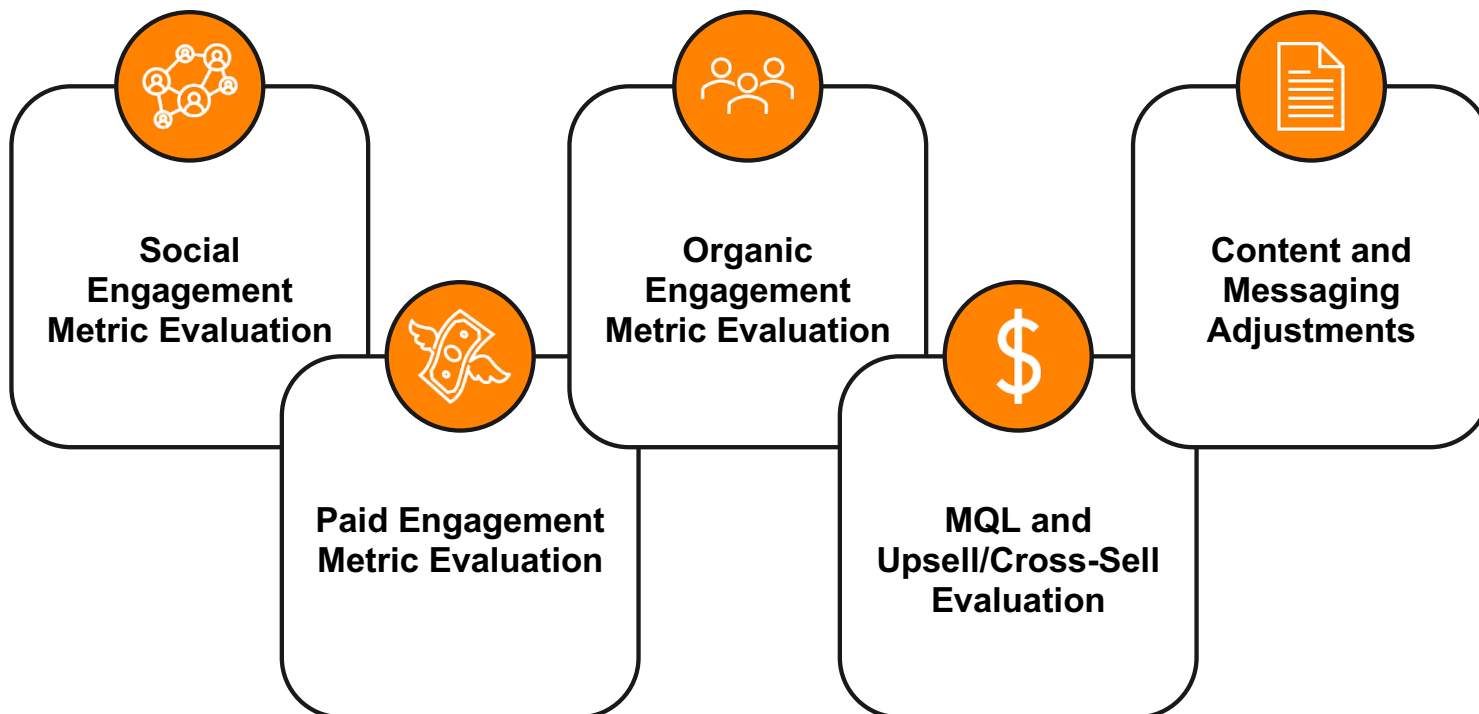 Social
Engagement
Metric Evaluation
Paid Engagement
Metric Evaluation
Organic
Engagement
Metric Evaluation
MQL and
Upsell/Cross-Sell
Evaluation
Content and
Messaging
Adjustments